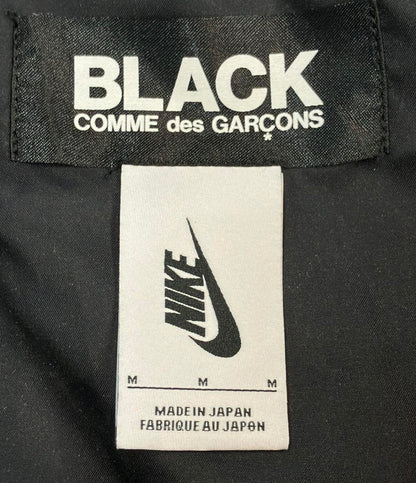 BLACK
COMME des GARÇONS
NIKE
M M M
MADE IN JAPAN
FABRIQUE AU JAPON